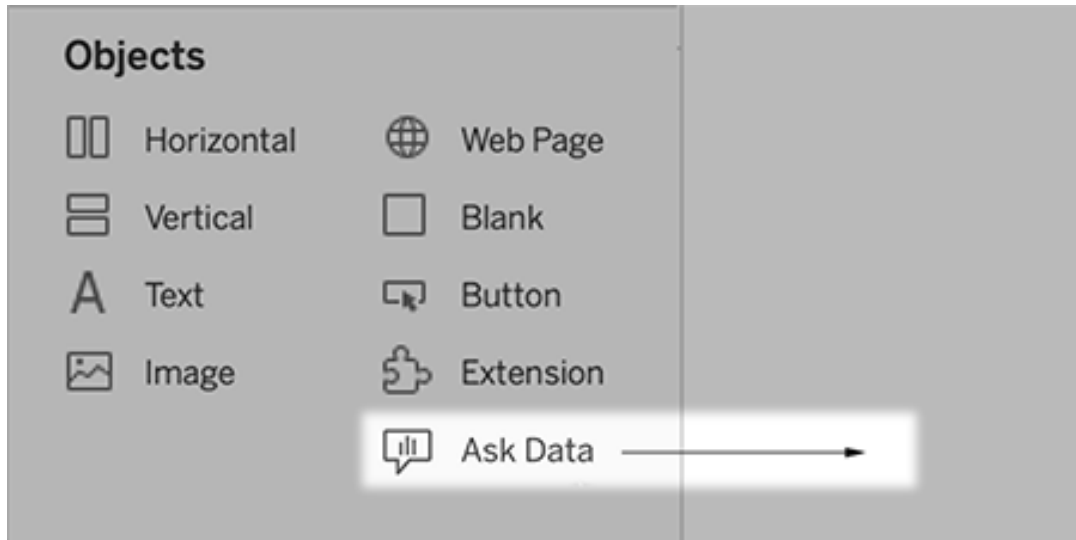 Objects
Horizontal
Web Page
Vertical
Blank
Text
Button
Image
Extension
Ask Data